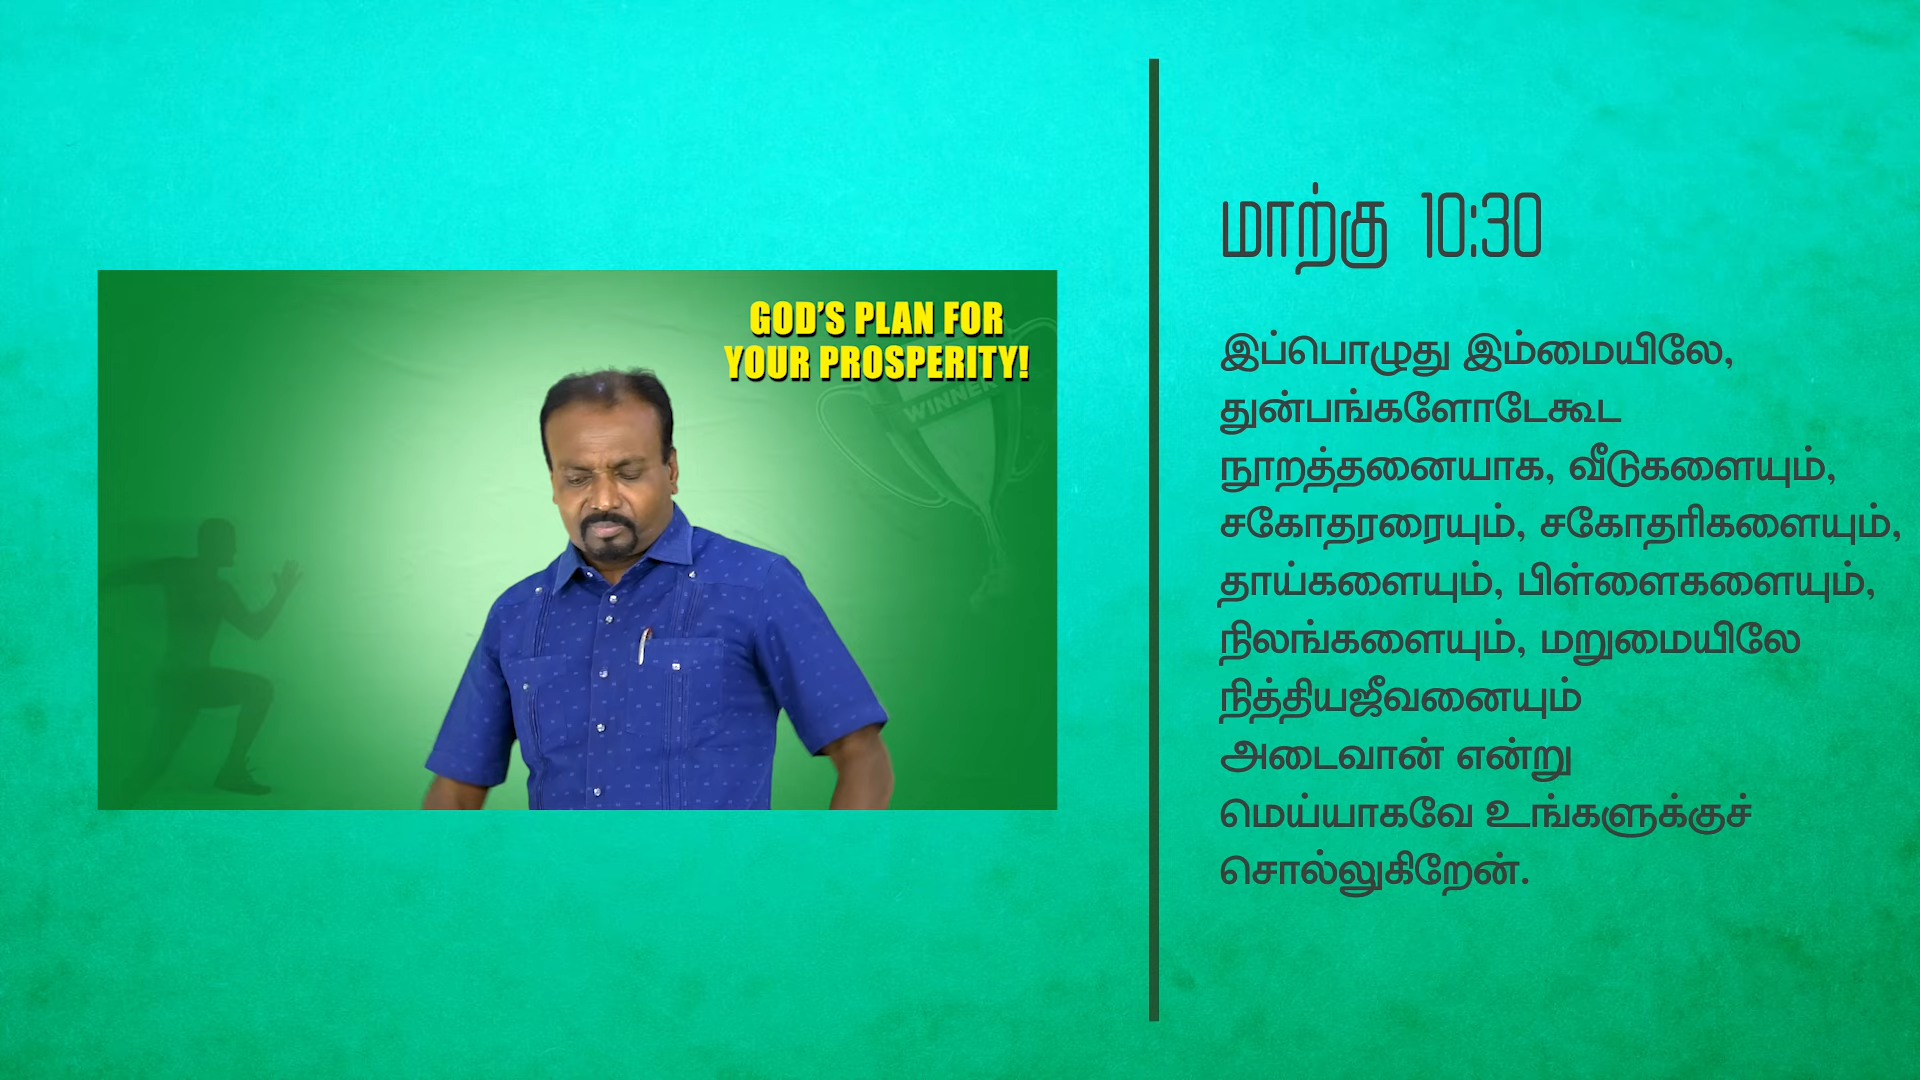 GOD'S PLAN FOR
YOUR PROSPERITY!
WINNER
மாற்கு 10:30
இப்பொழுது இம்மையிலே,
துன்பங்களோடேகூட
நூறத்தனையாக, வீடுகளையும்,
சகோதரரையும், சகோதரிகளையும்,
தாய்களையும், பிள்ளைகளையும்,
நிலங்களையும், மறுமையிலே
நித்தியஜீவனையும்
அடைவான் என்று
மெய்யாகவே உங்களுக்குச்
சொல்லுகிறேன்.